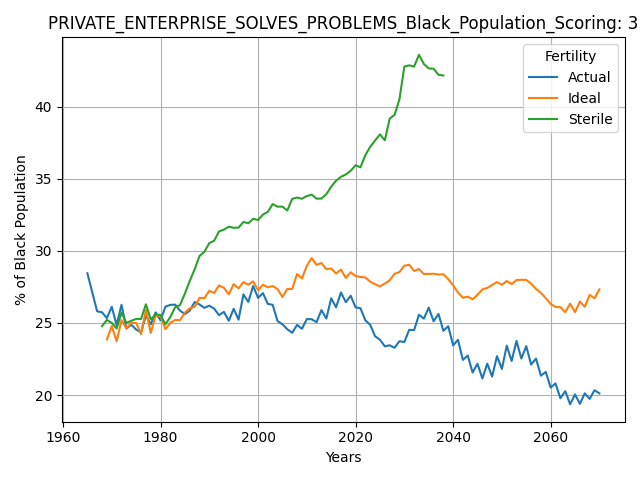 PRIVATE_ENTERPRISE_SOLVES_PROBLEMS_Black_Population_Scoring: 3
Fertility
Actual
Ideal
Sterile
% of Black Population
40
35
30
25
20
1960 1980 2000 2020 2040 2060
Years